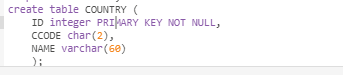 create table COUNTRY (
ID integer PRIMARY KEY NOT NULL,
CCODE char(2),
NAME varchar(60)
);